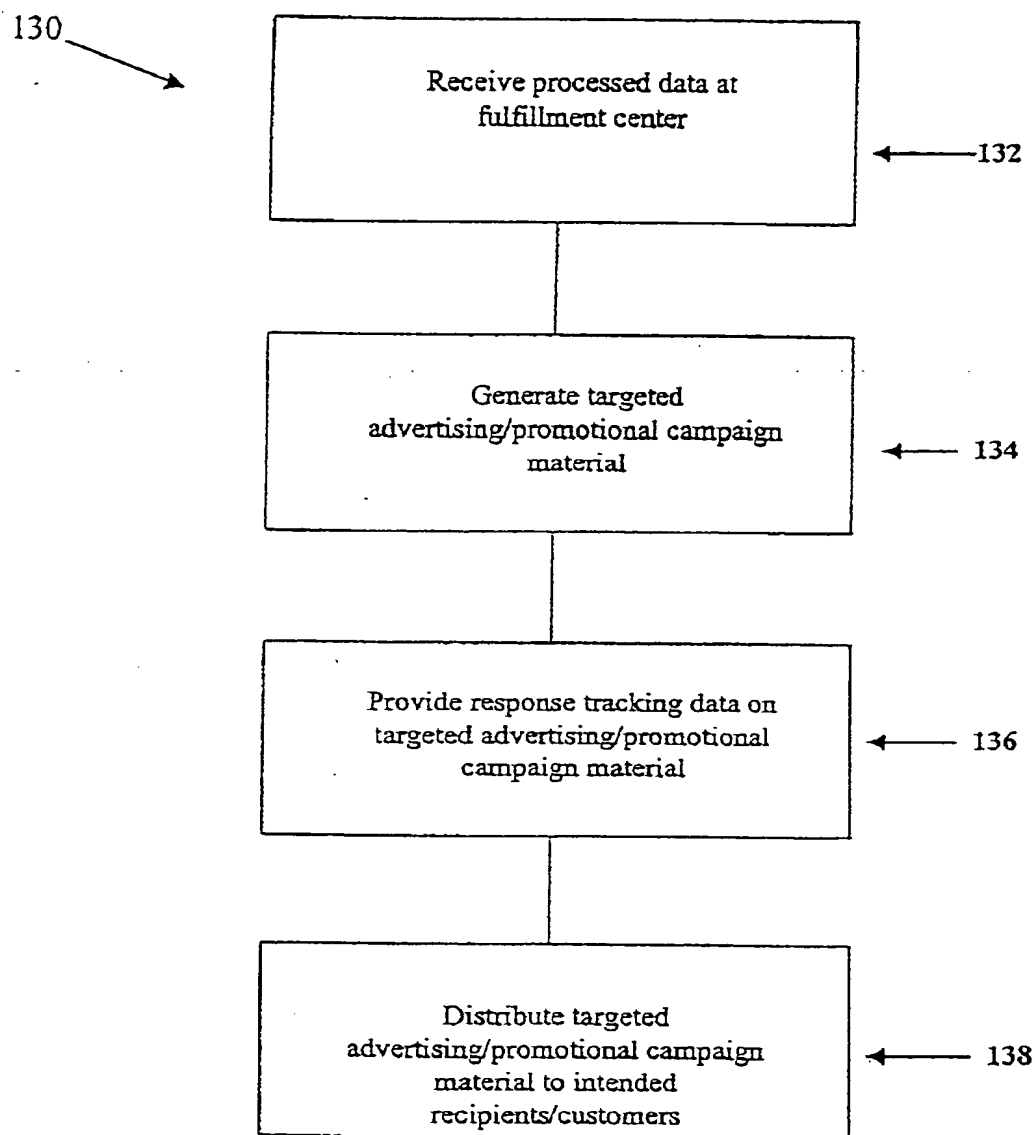 130
Receive processed data at
fulfillment center
132
Generate targeted
advertising/promotional campaign
material
134
Provide response tracking data on
targeted advertising/promotional
campaign material
136
Distribute targeted
advertising/promotional campaign
material to intended
recipients/customers
138